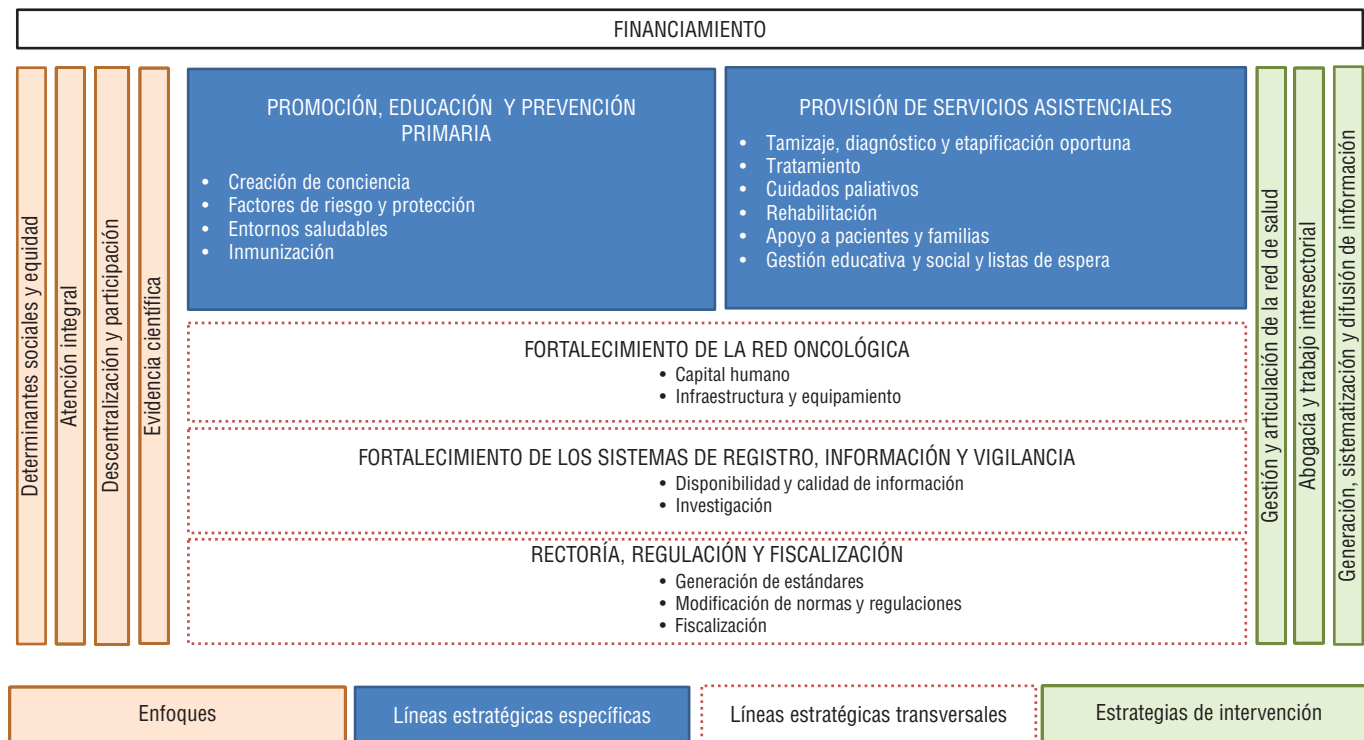 FINANCIAMIENTO
Determinantes sociales y equidad
Atención integral
Descentralización y participación
Evidencia científica
PROMOCIÓN, EDUCACIÓN Y PREVENCIÓN
PRIMARIA
• Creación de conciencia
• Factores de riesgo y protección
• Entornos saludables
• Inmunización
PROVISIÓN DE SERVICIOS ASISTENCIALES
• Tamizaje, diagnóstico y etapificación oportuna
• Tratamiento
• Cuidados paliativos
• Rehabilitación
• Apoyo a pacientes y familias
• Gestión educativa y social y listas de espera
FORTALECIMIENTO DE LA RED ONCOLÓGICA
• Capital humano
• Infraestructura y equipamiento
FORTALECIMIENTO DE LOS SISTEMAS DE REGISTRO, INFORMACIÓN Y VIGILANCIA
• Disponibilidad y calidad de información
• Investigación
RECTORÍA, REGULACIÓN Y FISCALIZACIÓN
• Generación de estándares
• Modificación de normas y regulaciones
• Fiscalización
Gestión y articulación de la red de salud
Abogacía y trabajo intersectorial
Generación, sistematización y difusión de información
Enfoques
Líneas estratégicas específicas
Líneas estratégicas transversales
Estrategias de intervención